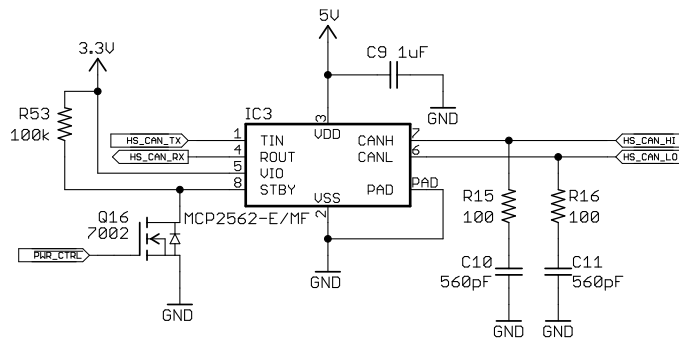 5V
3.3V
C9 1uF
GND
R53
100k
IC3
3
VDD
HS_CAN_TX
1
TIN
CANH
7
HS_CAN_HI
HS_CAN_RX
4
ROUT
CANL
6
HS_CAN_LO
5
VIO
8
STBY
PAD
PAD
VSS
2
MCP2562-E/MF
Q16
7002
PWR_CTRL
GND
GND
R15
100
R16
100
C10
560pF
C11
560pF
GND
GND